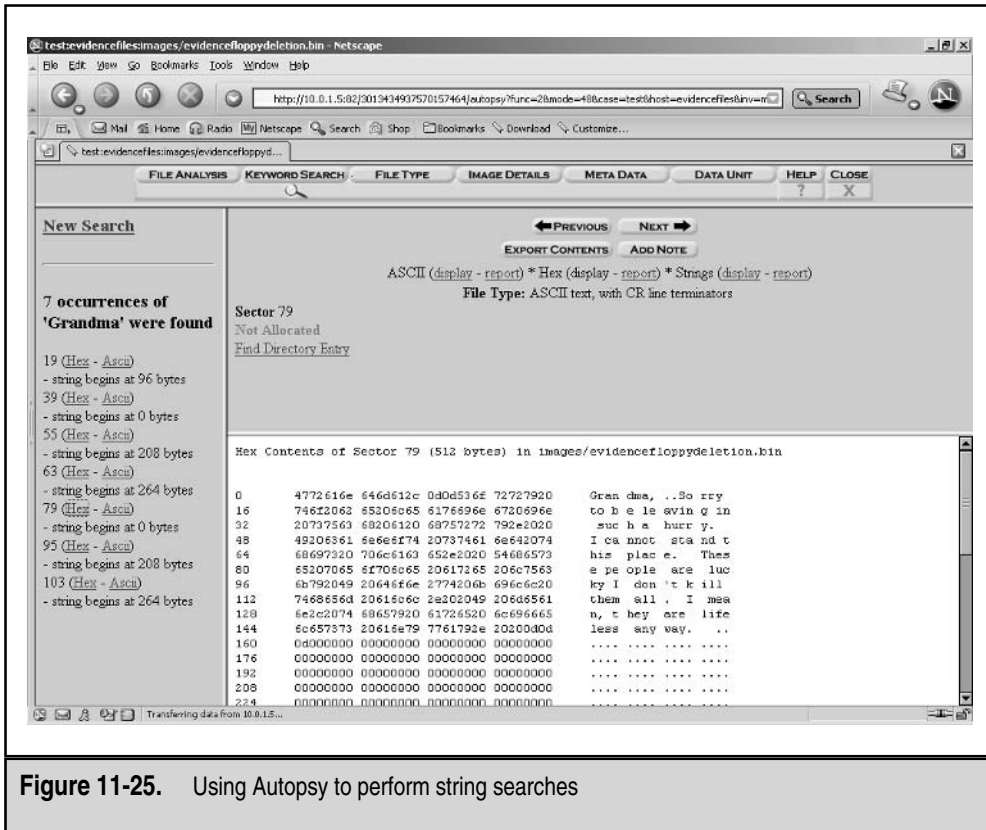 test:evidencefiles:images/evidencefloppydeletion.bin - Netscape
File Edit View Go Bookmarks Tools Window Help
http://10.0.1.5:82/3013434937570157464/autopsy?func=2&mode=4&case=test&host=evidencefiles&inv=m
Search
Mail Home Radio My Netscape Search Shop Bookmarks Download Customize...
test:evidencefiles:images/evidencefloppyd...
FILE ANALYSIS KEYWORD SEARCH FILE TYPE IMAGE DETAILS META DATA DATA UNIT HELP CLOSE
? X
New Search
7 occurrences of
'Grandma' were found
19 (Hex - Ascii)
- string begins at 96 bytes
39 (Hex - Ascii)
- string begins at 0 bytes
55 (Hex - Ascii)
- string begins at 208 bytes
63 (Hex - Ascii)
- string begins at 264 bytes
79 (Hex - Ascii)
- string begins at 0 bytes
95 (Hex - Ascii)
- string begins at 208 bytes
103 (Hex - Ascii)
- string begins at 264 bytes
PREVIOUS NEXT
EXPORT CONTENTS ADD NOTE
ASCII (display - report) * Hex (display - report) * Strings (display - report)
File Type: ASCII text, with CR line terminators
Sector 79
Not Allocated
Find Directory Entry
Hex Contents of Sector 79 (512 bytes) in images/evidencefloppydeletion.bin
0 4772616e 646d612c 0d0d536f 72727920 Gran dma, ..So rry
16 746f2062 65206c65 6176696e 6720696e to b e le avin g in
32 20737563 68206120 68757272 792e2020 suc h a hurr y.
48 49206361 6e6e6f74 20737461 6e642074 I ca nnot sta nd t
64 68697320 706c6163 652e2020 54686573 his plac e. Thes
80 65207065 6f706c65 20617265 206c7563 e pe ople are luc
96 6b792049 20646f6e 2774206b 696c6c20 ky I don 't k ill
112 7468656d 20616c6c 2e202049 206d6561 them all . I mea
128 6e2c2074 68657920 61726520 6c696665 n, t hey are life
144 6c657373 20616e79 7761792e 20200d0d less any way. ..
160 0d000000 00000000 00000000 00000000 .... .... .... ....
176 00000000 00000000 00000000 00000000 .... .... .... ....
192 00000000 00000000 00000000 00000000 .... .... .... ....
208 00000000 00000000 00000000 00000000 .... .... .... ....
224 00000000 00000000 00000000 00000000 .... .... .... ....
Transferring data from 10.0.1.5...
Figure 11-25. Using Autopsy to perform string searches